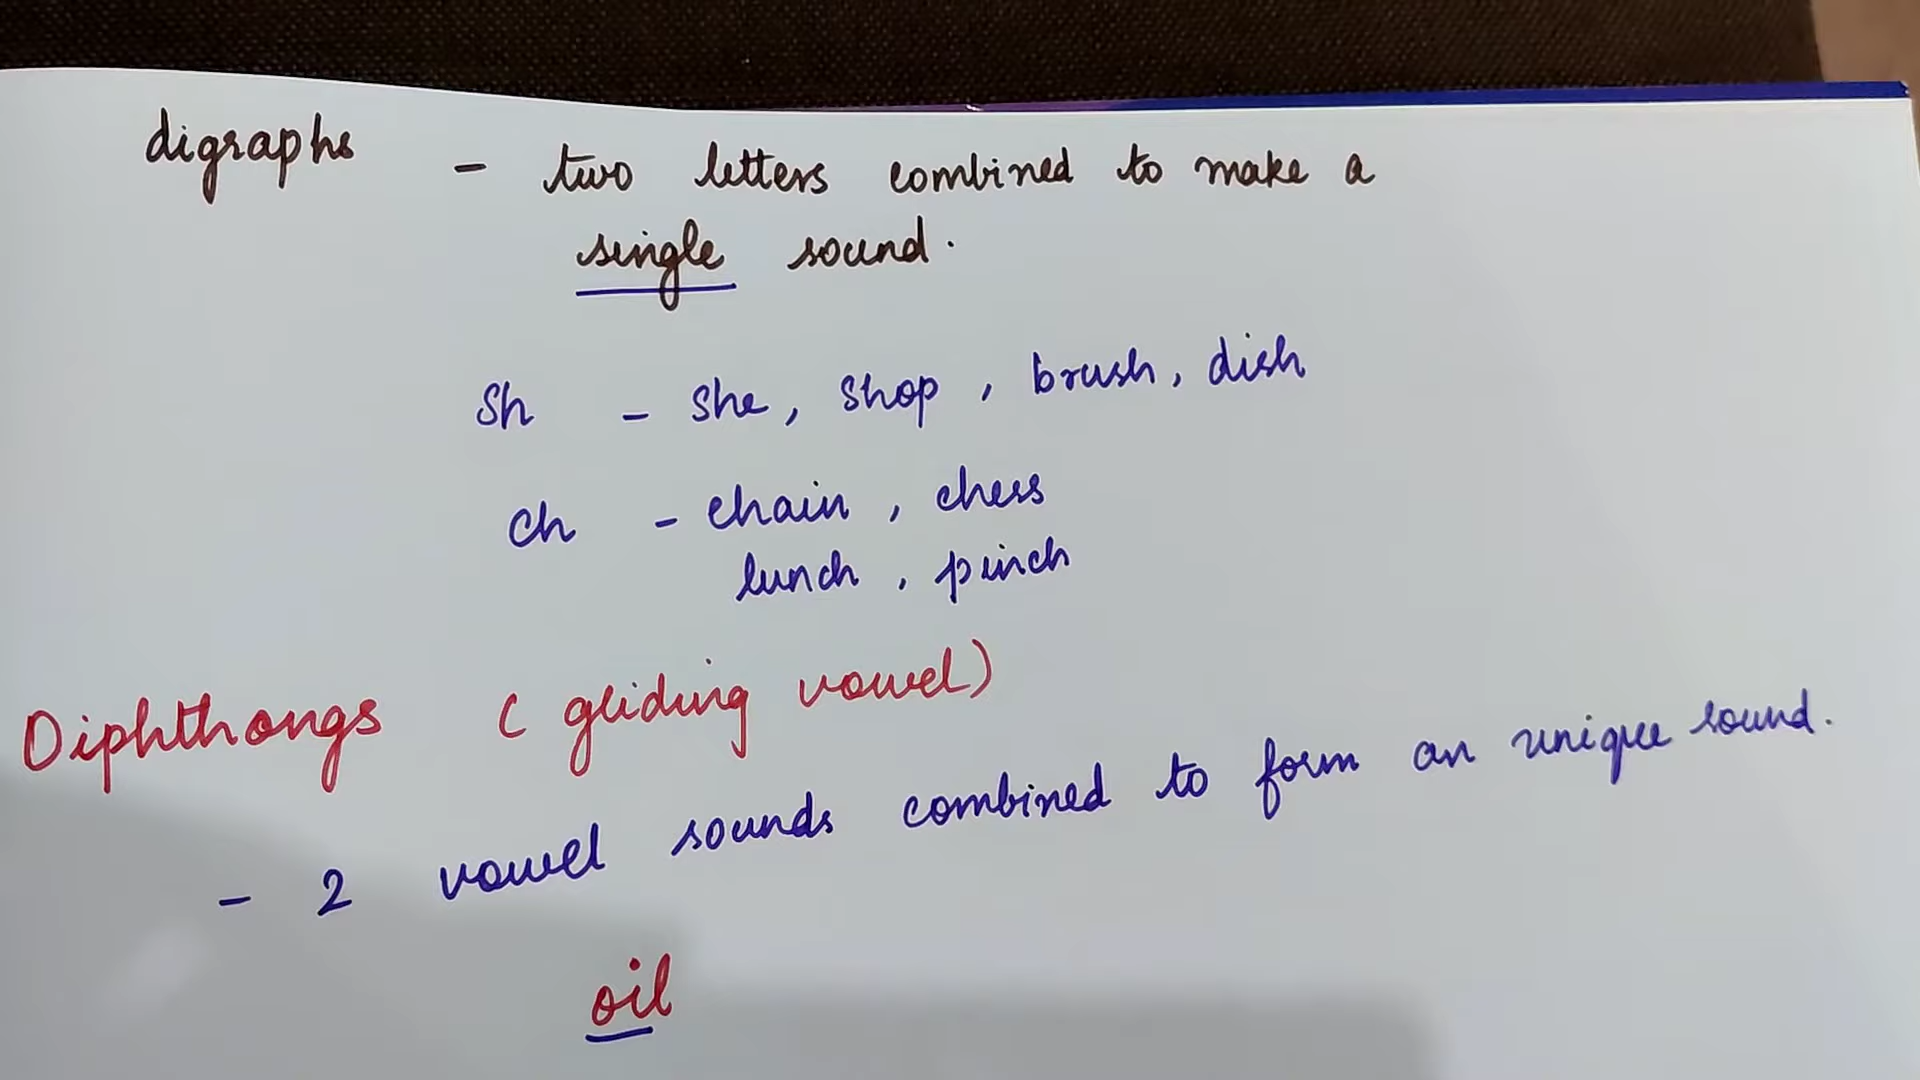 digraphs - two letters combined to make a
single sound.
Sh - She, Shop, brush, dish
Ch - chain, chess
lunch, pinch
Diphthongs (gliding vowel)
- 2 vowel sounds combined to form an unique sound.
oil